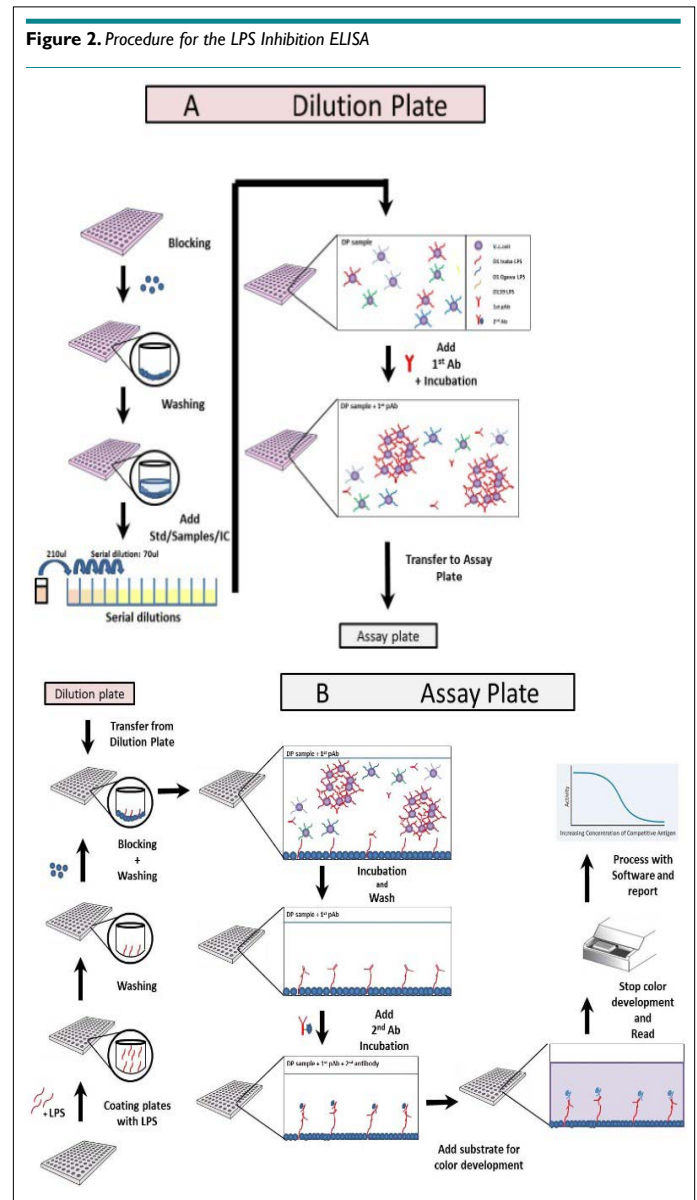 Figure 2. Procedure for the LPS Inhibition ELISA
A Dilution Plate
Blocking
Washing
Add
Std/Samples/IC
210ul
Serial dilution: 70ul
Serial dilutions
DP sample
O1 Inaba LPS
O1 Ogawa LPS
O139 LPS
1st pAb
2nd Ab
Add
1st Ab
+ Incubation
DP sample + 1st pAb
Transfer to Assay
Plate
Assay plate
B Assay Plate
Dilution plate
Transfer from
Dilution Plate
Blocking
+
Washing
Washing
+LPS
Coating plates
with LPS
DP sample + 1st pAb
Incubation
and
Wash
DP sample + 1st pAb
Add
2nd Ab
Incubation
DP sample + 1st pAb + 2nd antibody
Add substrate for
color development
Stop color
development
and
Read
Process with
Software and
report
Activity
Increasing Concentration of Competitive Antigen